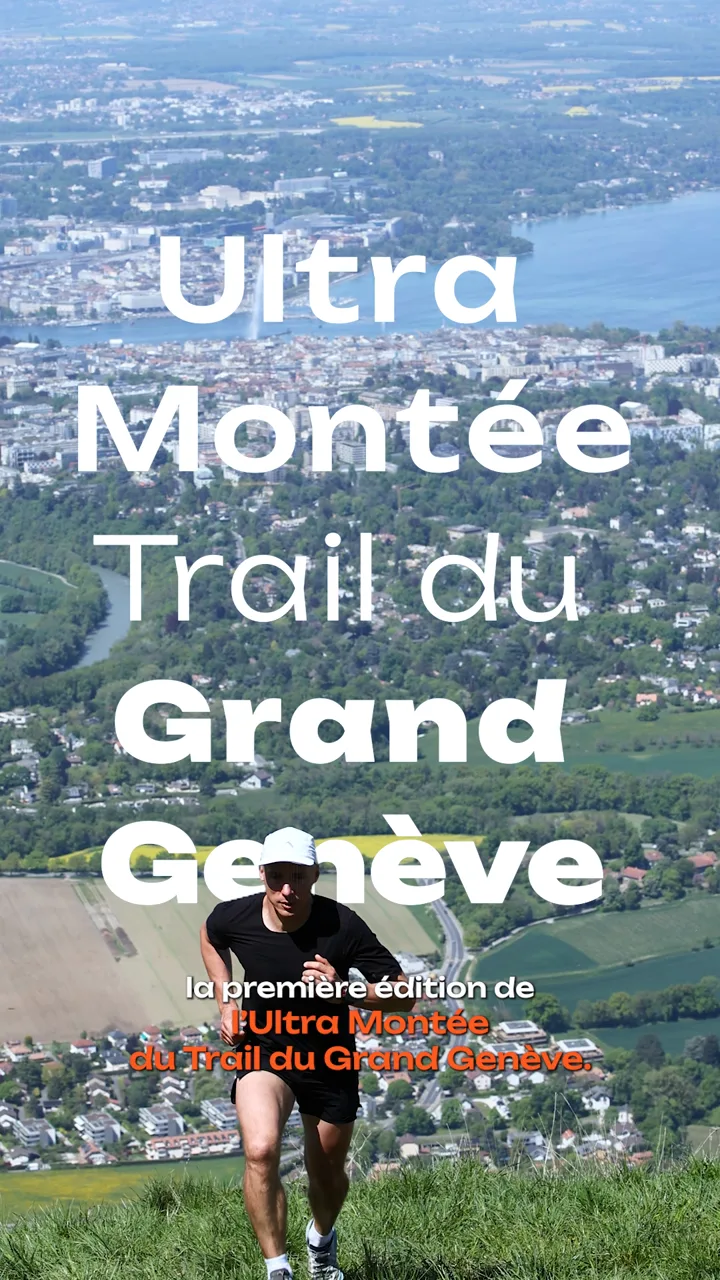 Ultra
Montée
Trail du
Grand
Genève
la première édition de
l'Ultra Montée
du Trail du Grand Genève.